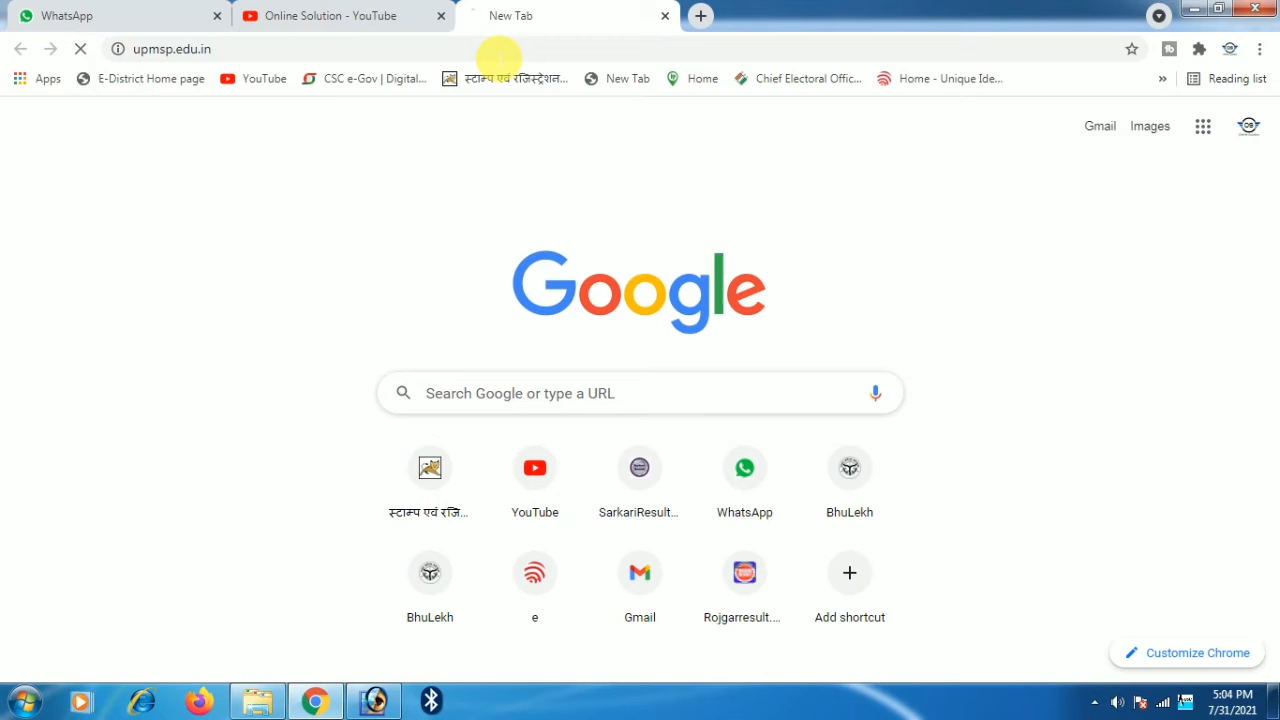 WhatsApp
Online Solution - YouTube
New Tab
upmsp.edu.in
Apps
E-District Home page
YouTube
CSC e-Gov | Digital...
स्टाम्प एवं रजिस्ट्रेशन...
New Tab
Home
Chief Electoral Offic...
Home - Unique Ide...
»
Reading list
Gmail
Images
Google
Search Google or type a URL
स्टाम्प एवं रजि...
YouTube
SarkariResult...
WhatsApp
BhuLekh
BhuLekh
e
Gmail
Rojgarresult....
Add shortcut
Customize Chrome
5:04 PM
7/31/2021